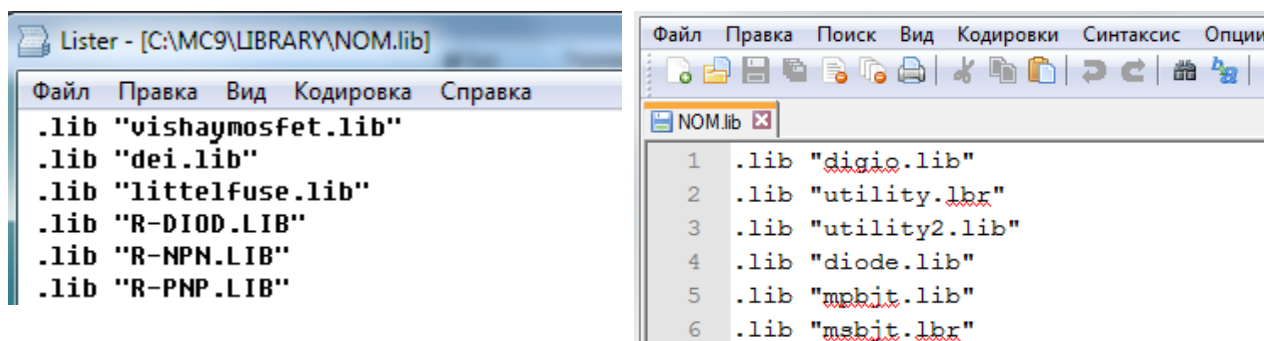 Lister - [C:\MC9\LIBRARY\NOM.lib]
Файл Правка Вид Кодировка Справка
.lib "vishaymosfet.lib"
.lib "dei.lib"
.lib "littelfuse.lib"
.lib "R-DIOD.LIB"
.lib "R-NPN.LIB"
.lib "R-PNP.LIB"
Файл Правка Поиск Вид Кодировки Синтаксис Опции
NOM.lib
1 .lib "digio.lib"
2 .lib "utility.lbr"
3 .lib "utility2.lib"
4 .lib "diode.lib"
5 .lib "mpbjt.lib"
6 .lib "msbjt.lbr"